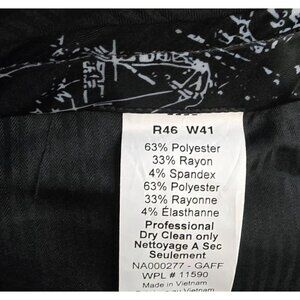 R46 W41
63% Polyester
33% Rayon
4% Spandex
63% Polyester
33% Rayonne
4% Élasthanne
Professional
Dry Clean only
Nettoyage A Sec
Seulement
NA000277 - GAFF
WPL # 11590
Made in Vietnam